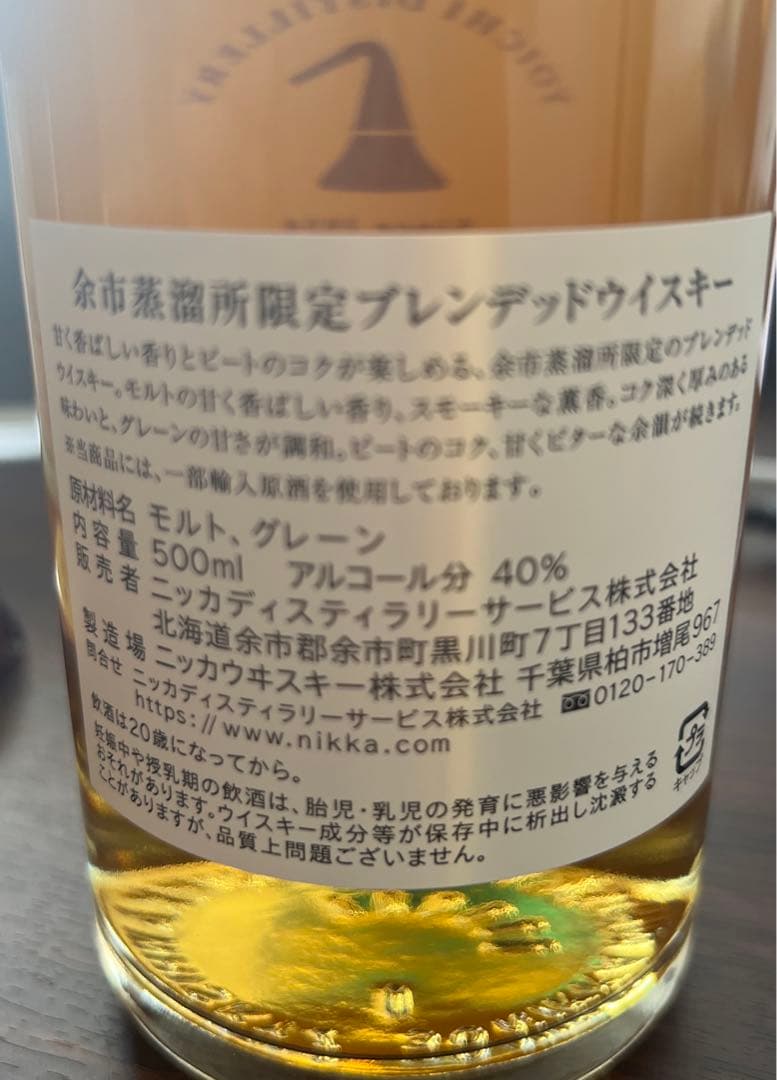 YOICHI DISTILLERY
余市蒸溜所限定ブレンデッドウイスキー
甘く香ばしい香りとピートのコクが楽しめる、余市蒸溜所限定のブレンデッド
ウイスキー。モルトの甘く香ばしい香り、スモーキーな薫香。コク深く厚みのある
味わいと、グレーンの甘さが調和。ピートのコク、甘くビターな余韻が続きます。
※当商品には、一部輸入原酒を使用しております。
原材料名 モルト、グレーン
内容量 500ml アルコール分 40%
販売者 ニッカディスティラリーサービス株式会社
北海道余市郡余市町黒川町7丁目133番地
製造場 ニッカウヰスキー株式会社 千葉県柏市増尾967
問合せ ニッカディスティラリーサービス株式会社 0120-170-389
https://www.nikka.com
飲酒は20歳になってから。
妊娠中や授乳期の飲酒は、胎児・乳児の発育に悪影響を与える
おそれがあります。ウイスキー成分等が保存中に析出し沈澱する
ことがありますが、品質上問題ございません。
プラ
キャップ